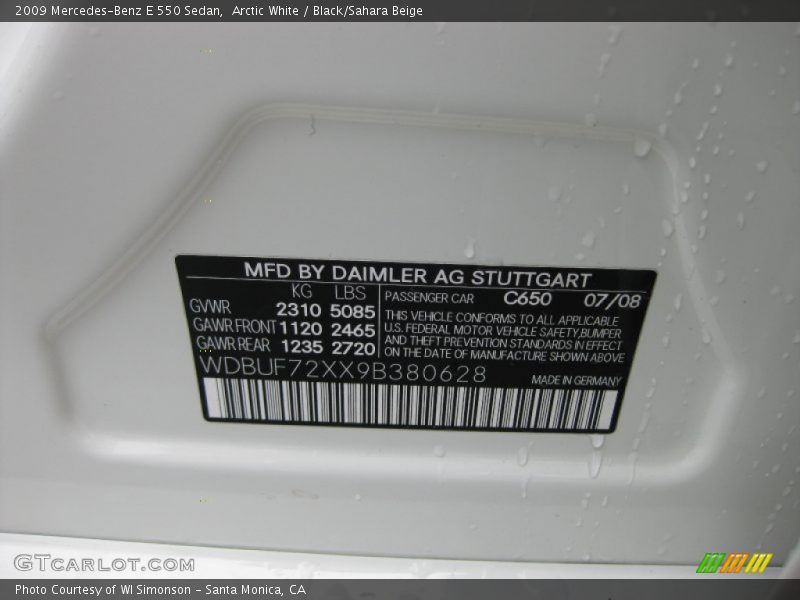 2009 Mercedes-Benz E 550 Sedan,  Arctic White / Black/Sahara Beige
MFD BY DAIMLER AG STUTTGART
KG LBS
GVWR 2310 5085
GAWR FRONT 1120 2465
GAWR REAR 1235 2720
PASSENGER CAR C650 07/08
THIS VEHICLE CONFORMS TO ALL APPLICABLE
U.S. FEDERAL MOTOR VEHICLE SAFETY,BUMPER
AND THEFT PREVENTION STANDARDS IN EFFECT
ON THE DATE OF MANUFACTURE SHOWN ABOVE
WDBUF72XX9B380628
MADE IN GERMANY
GTCARLOT.COM
Photo Courtesy of WI Simonson - Santa Monica, CA